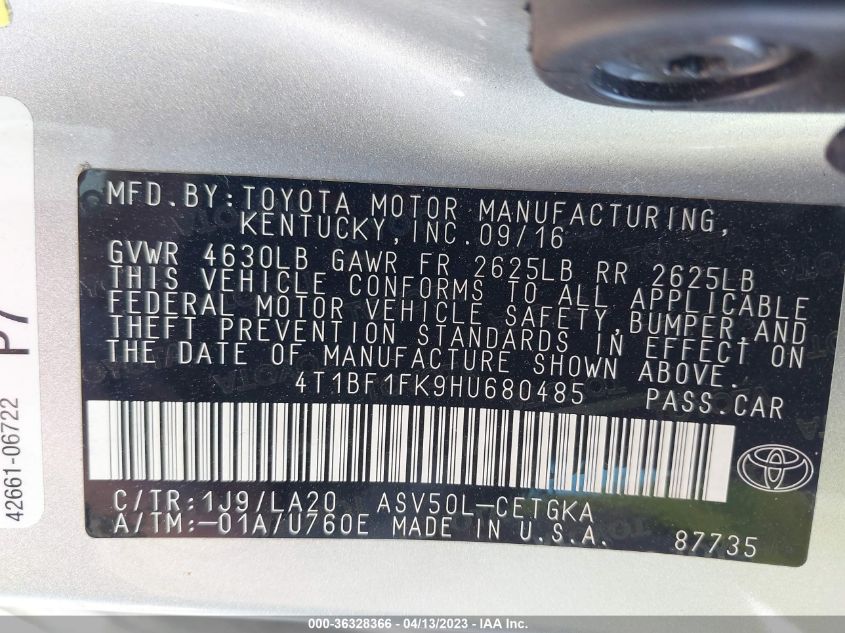 MFD. BY: TOYOTA MOTOR MANUFACTURING,
KENTUCKY, INC. 09/16
GVWR 4630LB GAWR FR 2625LB RR 2625LB
THIS VEHICLE CONFORMS TO ALL APPLICABLE
FEDERAL MOTOR VEHICLE SAFETY, BUMPER, AND
THEFT PREVENTION STANDARDS IN EFFECT ON
THE DATE OF MANUFACTURE SHOWN ABOVE.
4T1BF1FK9HU680485 PASS.CAR
C/TR: 1J9/LA20 ASV50L-CETGKA
A/TM: -01A/U760E MADE IN U.S.A. 87735
P7
42661-06722
000-36328366 - 04/13/2023 - IAA Inc.